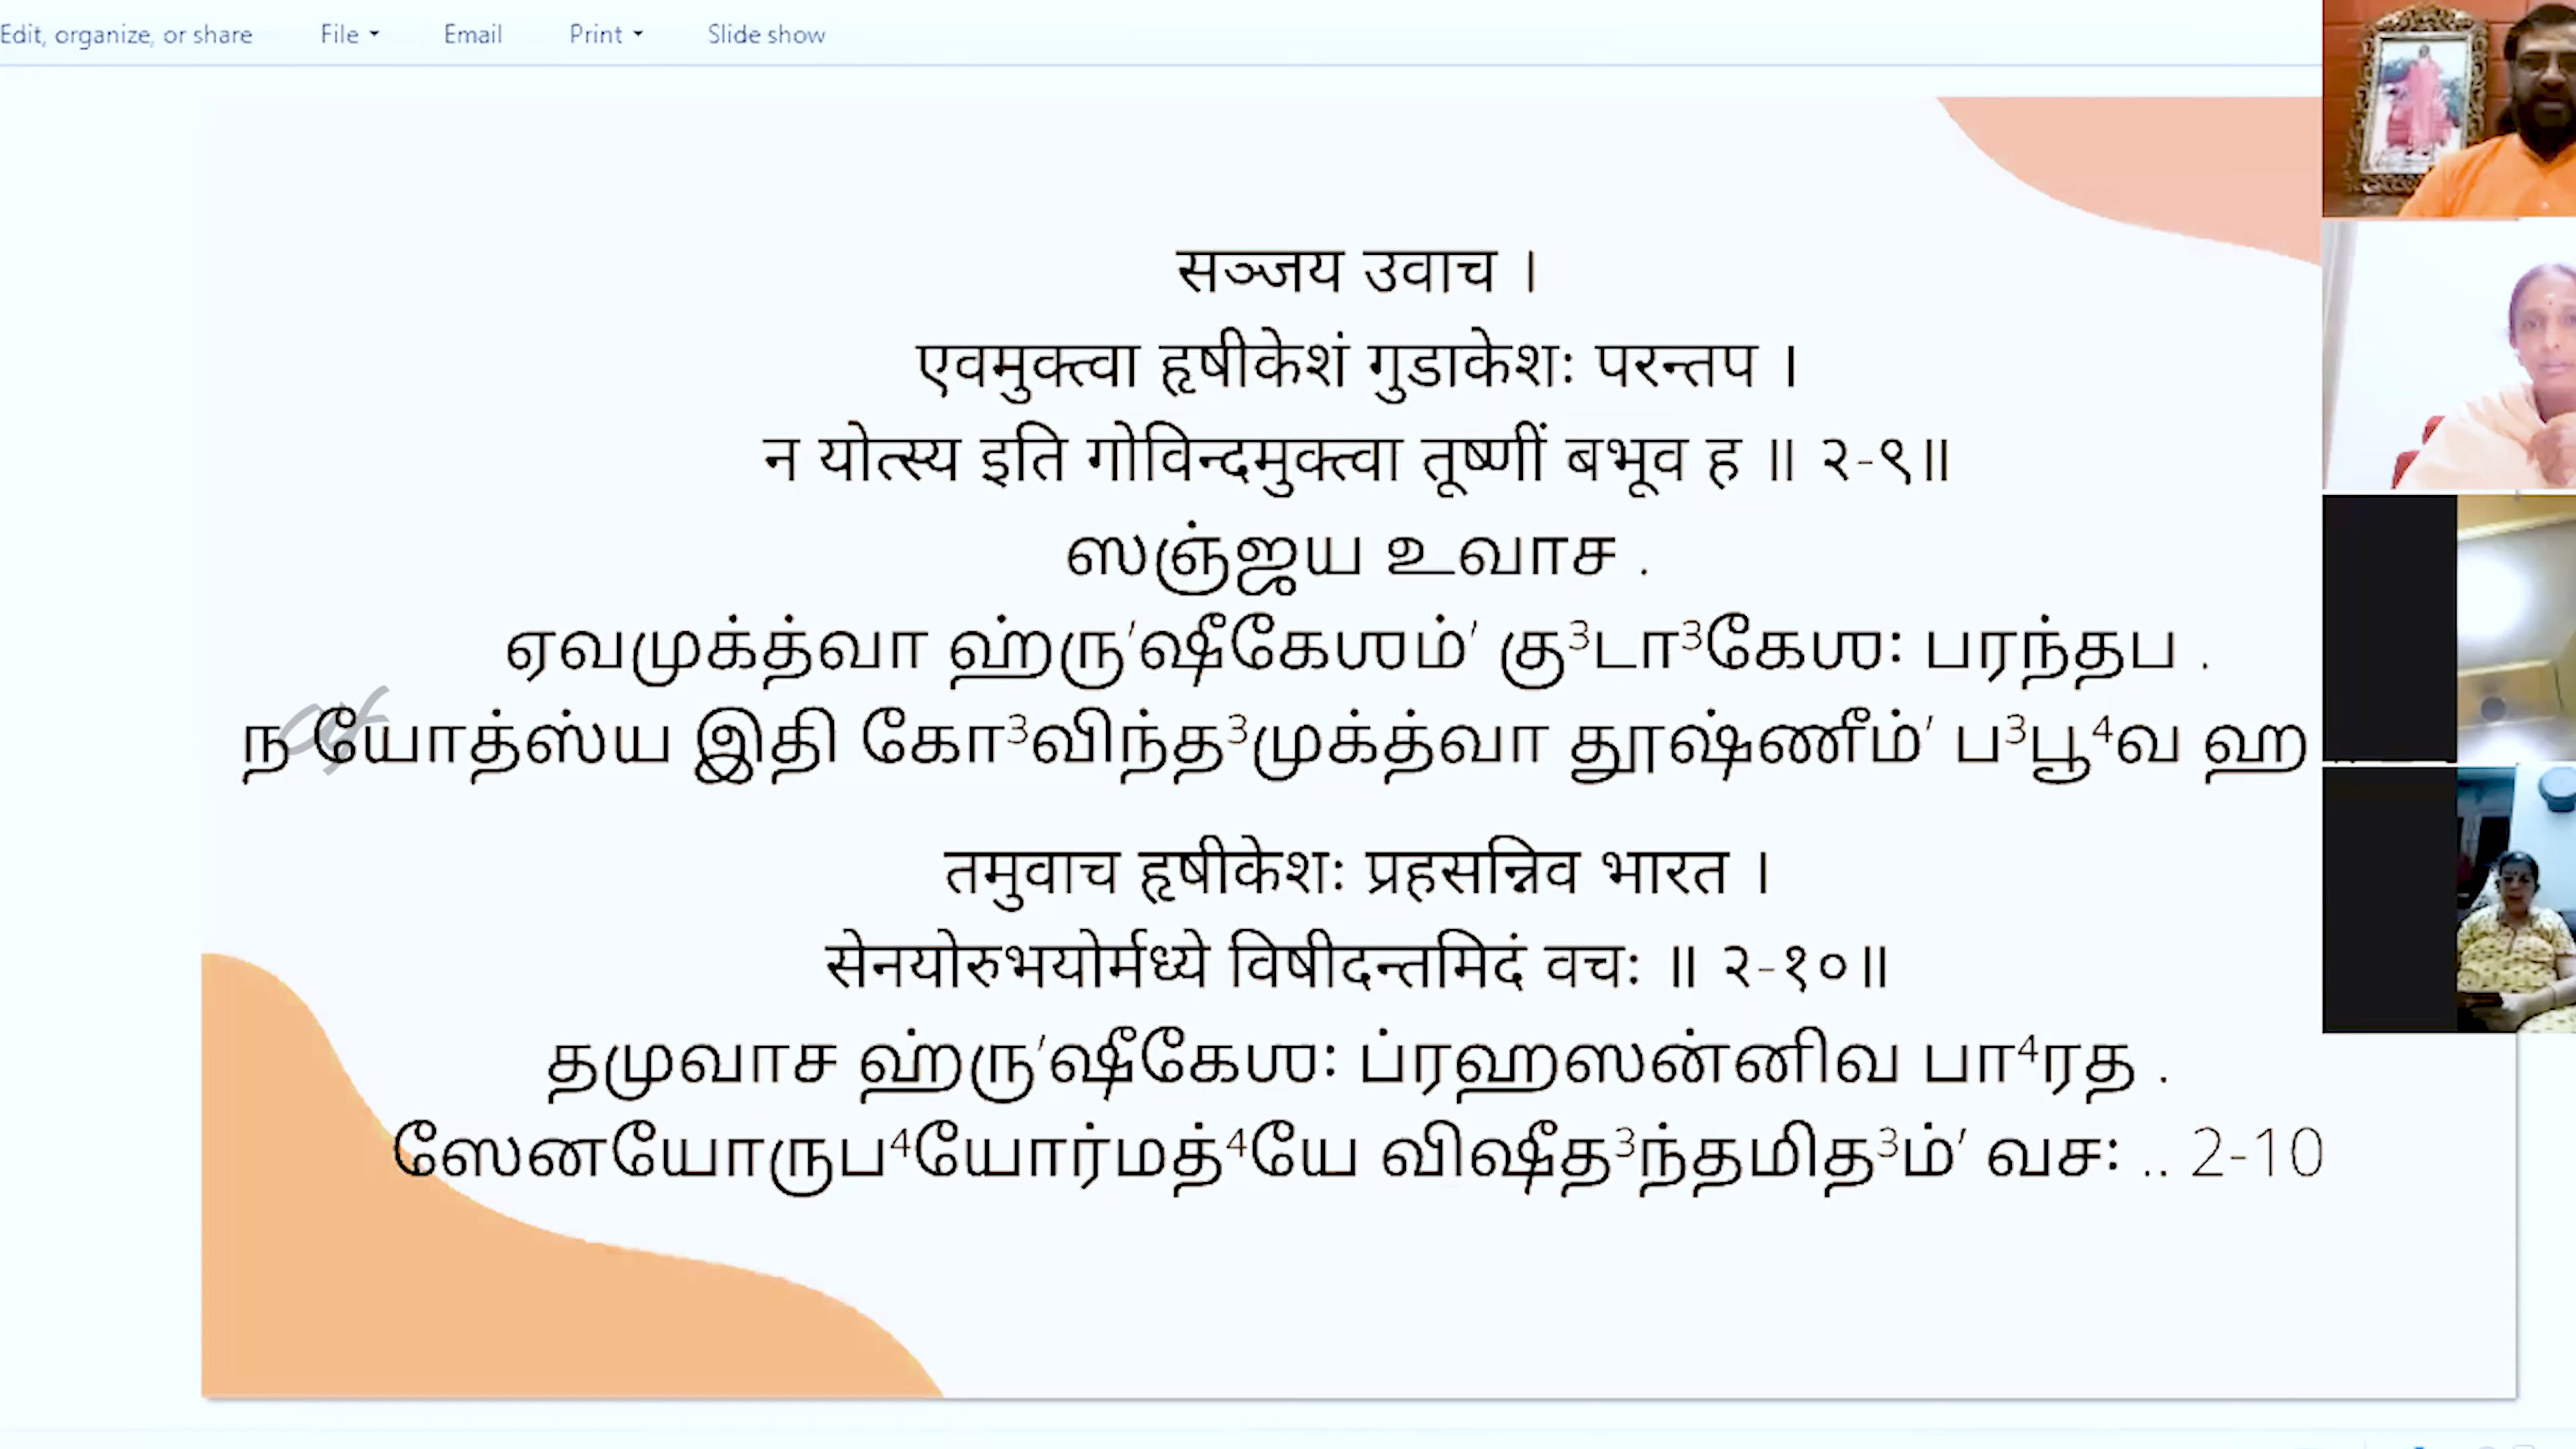 Edit, organize, or share File Email Print Slide show
सञ्जय उवाच ।
एवमुक्त्वा हृषीकेशं गुडाकेशः परन्तप ।
न योत्स्य इति गोविन्दमुक्त्वा तूष्णीं बभूव ह ॥ २-९॥
ஸஞ்ஜய உவாச .
ஏவமுக்த்வா ஹ்ரு’ஷீகேஶம்’ கு³டா³கேஶ꞉ பரந்தப .
ந யோத்ஸ்ய இதி கோ³விந்த³முக்த்வா தூஷ்ணீம்’ ப³பூ⁴வ ஹ
तमुवाच हृषीकेशः प्रहसन्निव भारत ।
सेनयोरुभयोर्मध्ये विषीदन्तमिदं वचः ॥ २-१०॥
தமுவாச ஹ்ரு’ஷீகேஶ꞉ ப்ரஹஸன்னிவ பா⁴ரத .
ஸேனயோருப⁴யோர்மத்⁴யே விஷீத³ந்தமித³ம்’ வச꞉ .. 2-10